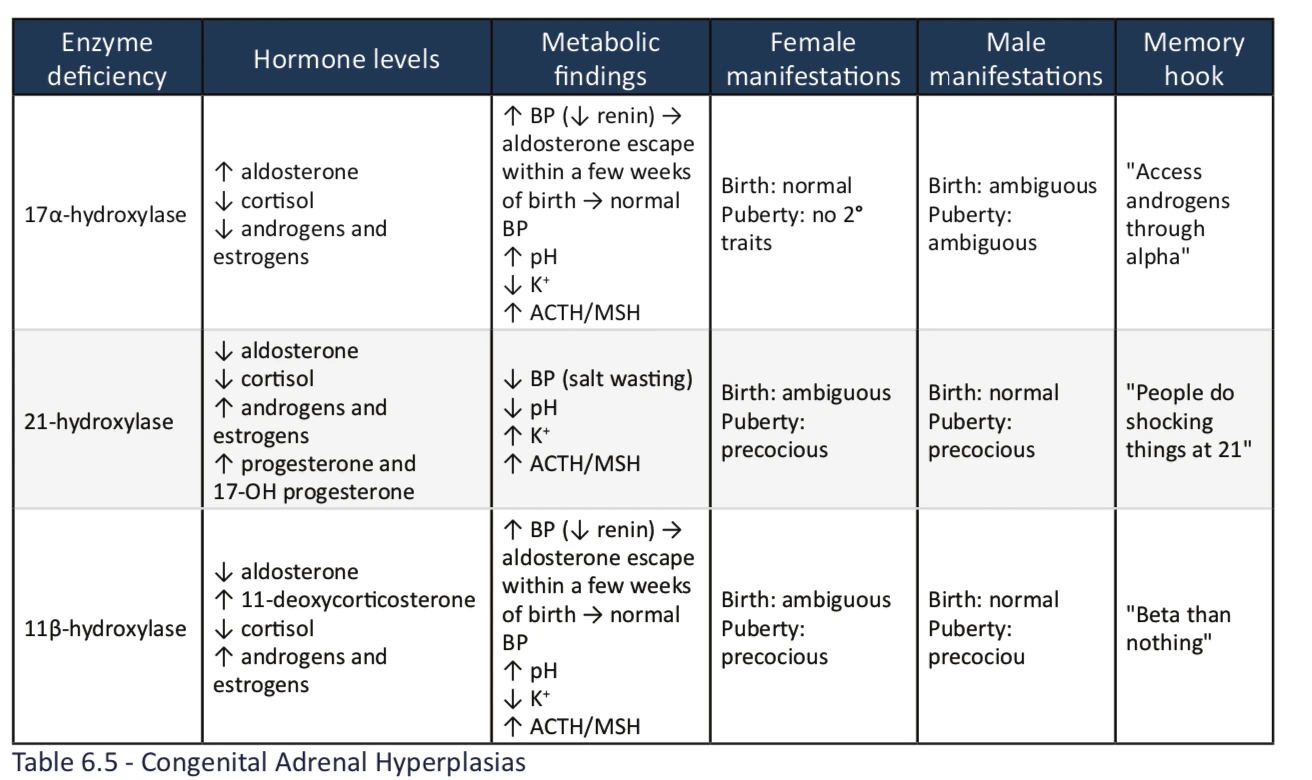 Enzyme
deficiency
Hormone levels
Metabolic
findings
Female
manifestations
Male
manifestations
Memory
hook
17α-hydroxylase
↑ aldosterone
↓ cortisol
↓ androgens and
estrogens
↑ BP (↓ renin) →
aldosterone escape
within a few weeks
of birth → normal
BP
↑ pH
↓ K⁺
↑ ACTH/MSH
Birth: normal
Puberty: no 2°
traits
Birth: ambiguous
Puberty:
ambiguous
"Access
androgens
through
alpha"
21-hydroxylase
↓ aldosterone
↓ cortisol
↑ androgens and
estrogens
↑ progesterone and
17-OH progesterone
↓ BP (salt wasting)
↓ pH
↑ K⁺
↑ ACTH/MSH
Birth: ambiguous
Puberty:
precocious
Birth: normal
Puberty:
precocious
"People do
shocking
things at 21"
11β-hydroxylase
↓ aldosterone
↑ 11-deoxycorticosterone
↓ cortisol
↑ androgens and
estrogens
↑ BP (↓ renin) →
aldosterone escape
within a few weeks
of birth → normal
BP
↑ pH
↓ K⁺
↑ ACTH/MSH
Birth: ambiguous
Puberty:
precocious
Birth: normal
Puberty:
precociou
"Beta than
nothing"
Table 6.5 - Congenital Adrenal Hyperplasias